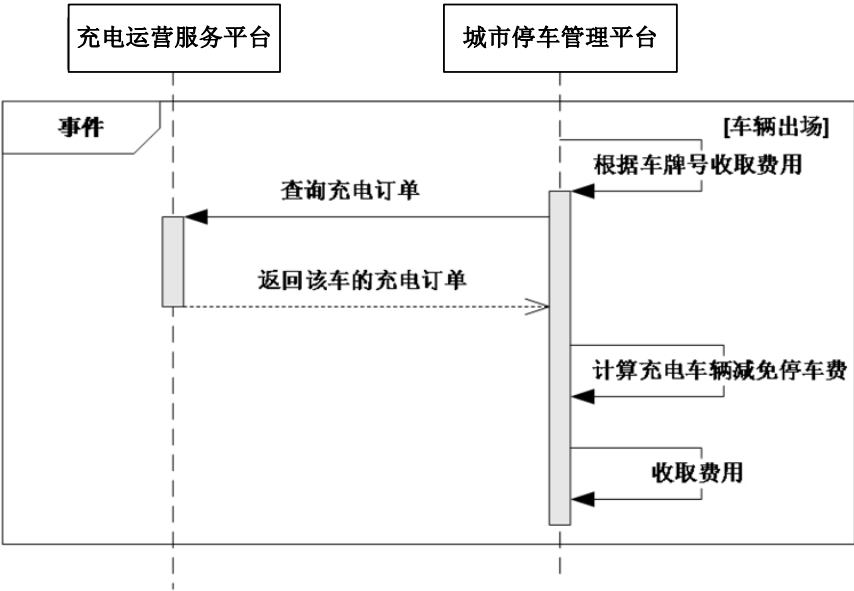 充电运营服务平台
城市停车管理平台
事件
[车辆出场]
根据车牌号收取费用
查询充电订单
返回该车的充电订单
计算充电车辆减免停车费
收取费用